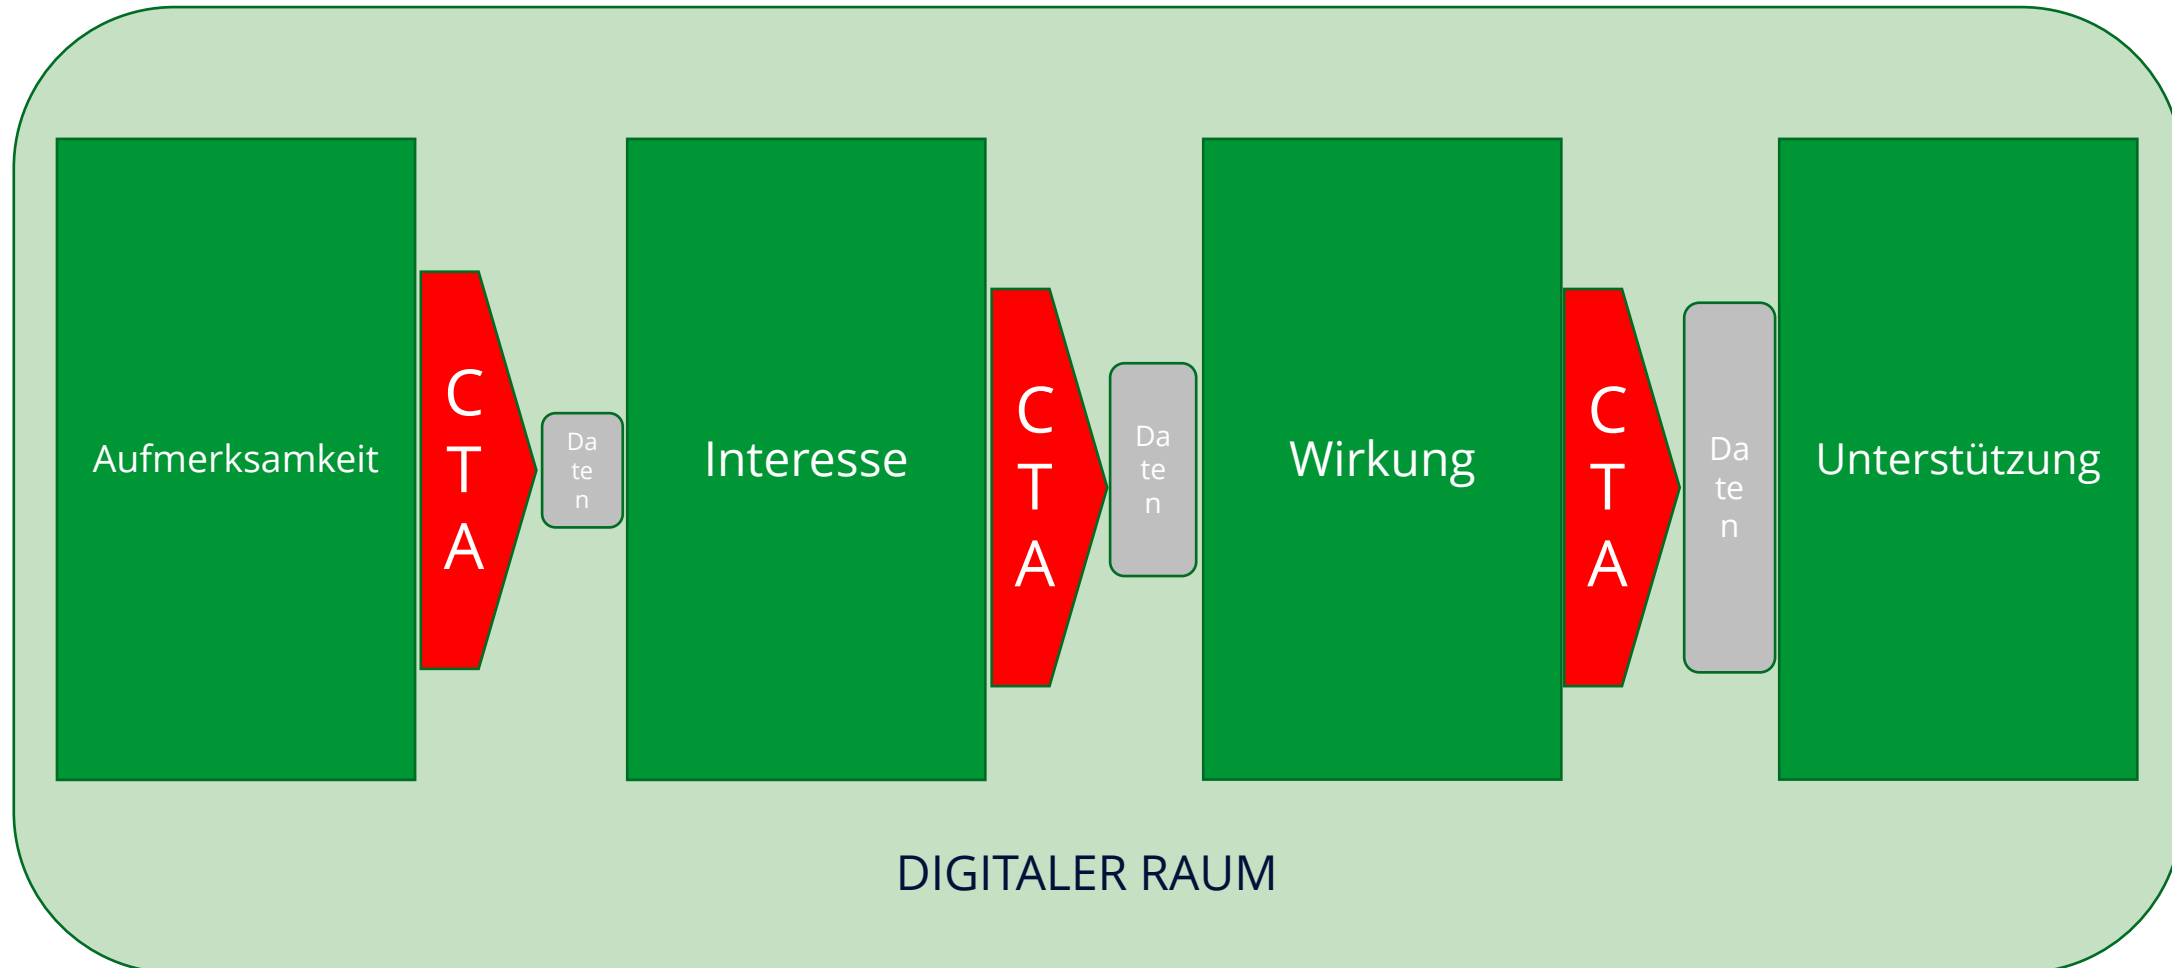 Aufmerksamkeit
C
T
A
Da
te
n
Interesse
C
T
A
Da
te
n
Wirkung
C
T
A
Da
te
n
Unterstützung
DIGITALER RAUM